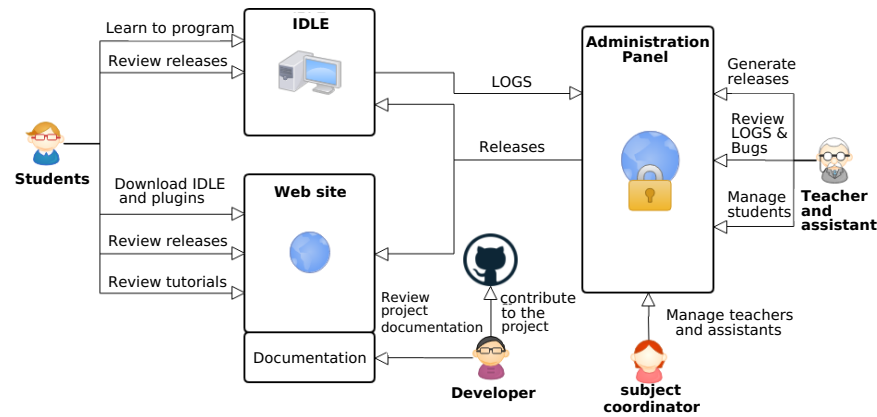 Learn to program
Review releases
Students
Download IDLE
and plugins
Review releases
Review tutorials
IDLE
Web site
Documentation
LOGS
Releases
Review
project
documentation
contribute
to the
project
Developer
Administration
Panel
Generate
releases
Review
LOGS &
Bugs
Manage
students
Teacher
and
assistant
Manage teachers
and assistants
subject
coordinator